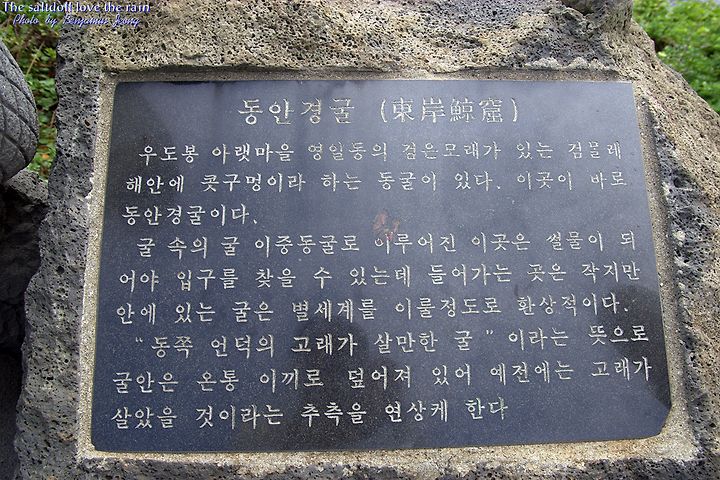 The saltdoll love the rain
Photo by Benjamin Jeong
동안경굴 (東岸鯨窟)
우도봉 아랫마을 영일동의 검은모래가 있는 검몰레
해안에 콧구멍이라 하는 동굴이 있다. 이곳이 바로
동안경굴이다.
굴 속의 굴 이중동굴로 이루어진 이곳은 썰물이 되
어야 입구를 찾을 수 있는데 들어가는 곳은 작지만
안에 있는 굴은 별세계를 이룰정도로 환상적이다.
“동쪽 언덕의 고래가 살만한 굴” 이라는 뜻으로
굴안은 온통 이끼로 덮어져 있어 예전에는 고래가
살았을 것이라는 추측을 연상케 한다